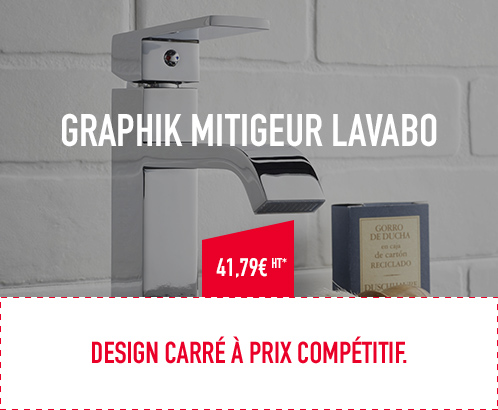 GRAPHIK MITIGEUR LAVABO
GORRO
DE DUCHA
en caja
de cartón
RECICLADO
41,79€ HT*
DESIGN CARRÉ À PRIX COMPÉTITIF.